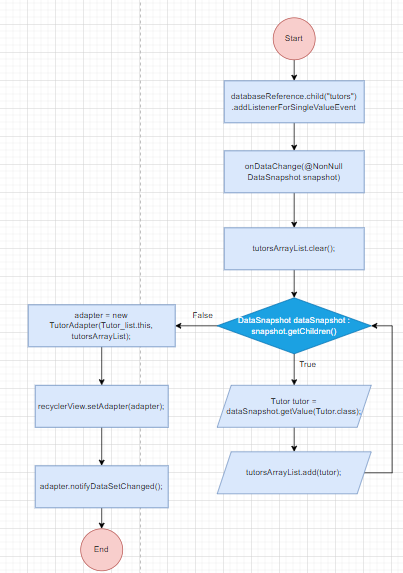 Start
databaseReference.child("tutors")
.addListenerForSingleValueEvent
onDataChange(@NonNull
DataSnapshot snapshot)
tutorsArrayList.clear();
DataSnapshot dataSnapshot :
snapshot.getChildren()
False
True
adapter = new
TutorAdapter(Tutor_list.this,
tutorsArrayList);
recyclerView.setAdapter(adapter);
adapter.notifyDataSetChanged();
End
Tutor tutor =
dataSnapshot.getValue(Tutor.class);
tutorsArrayList.add(tutor);